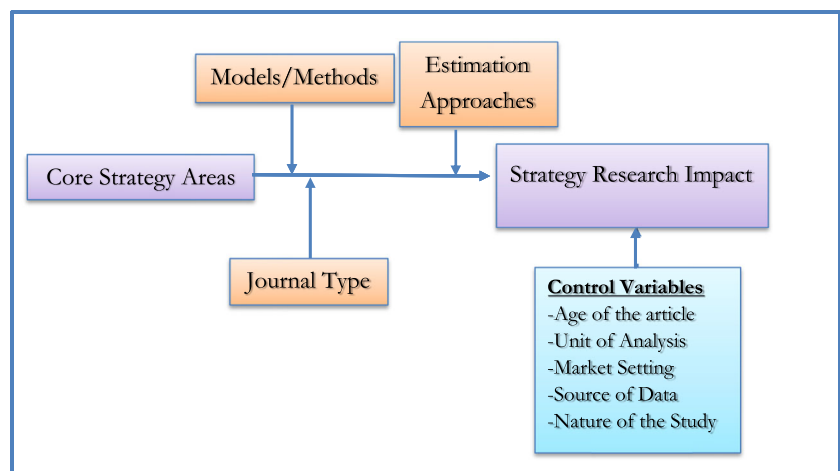 Models/Methods
Estimation
Approaches
Core Strategy Areas
Strategy Research Impact
Journal Type
Control Variables
-Age of the article
-Unit of Analysis
-Market Setting
-Source of Data
-Nature of the Study